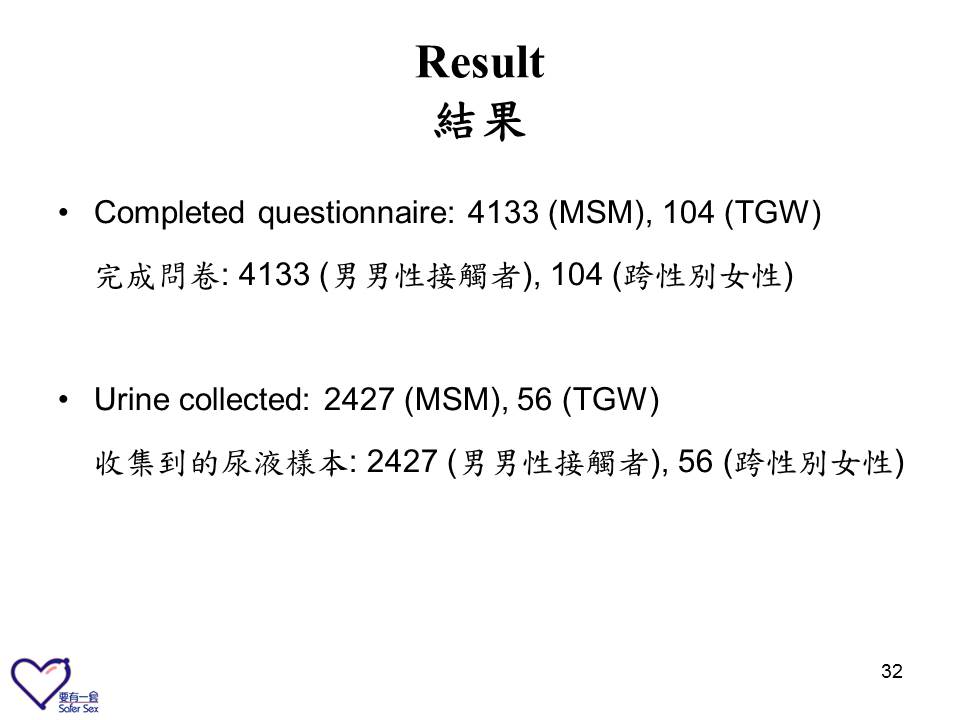 Result
結果
• Completed questionnaire: 4133 (MSM), 104 (TGW)
完成問卷: 4133 (男男性接觸者), 104 (跨性別女性)
• Urine collected: 2427 (MSM), 56 (TGW)
收集到的尿液樣本: 2427 (男男性接觸者), 56 (跨性別女性)
要有一套
Safer Sex
32